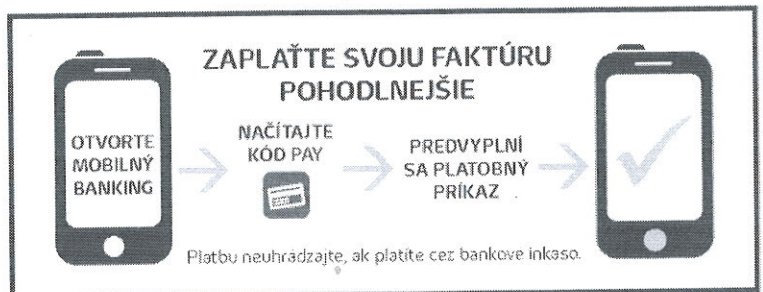 ZAPLAŤTE SVOJU FAKTÚRU
POHODLNEJŠIE
OTVORTE
MOBILNÝ
BANKING
NAČÍTAJTE
KÓD PAY
PREDVYPLNÍ
SA PLATOBNÝ
PRÍKAZ
Platbu neuhrádzajte, ak platíte cez bankove inkaso.